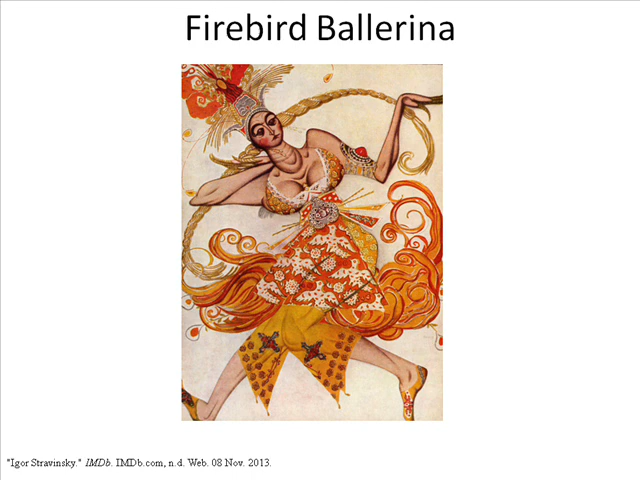 Firebird Ballerina
"Igor Stravinsky." IMDb. IMDb.com, n.d. Web. 08 Nov. 2013.